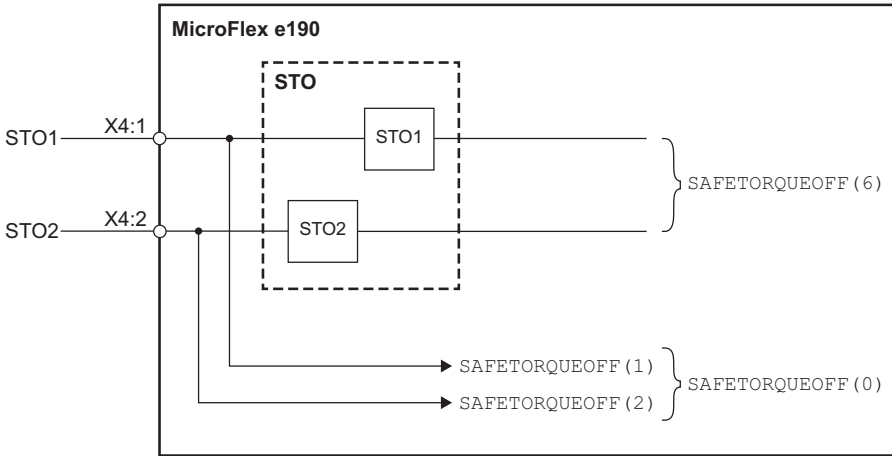 MicroFlex e190
STO
STO1 X4:1 STO1
SAFETORQUEOFF(6)
STO2 X4:2 STO2
SAFETORQUEOFF(1)
SAFETORQUEOFF(0)
SAFETORQUEOFF(2)